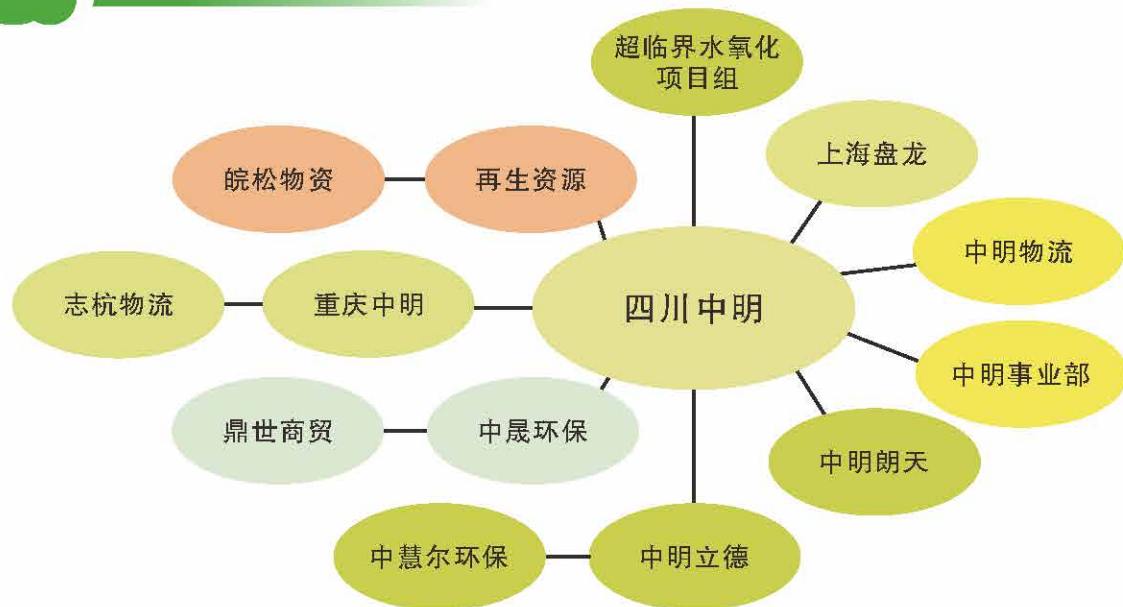 超临界水氧化
项目组
上海盘龙
皖松物资
再生资源
中明物流
志杭物流
重庆中明
四川中明
中明事业部
鼎世商贸
中晟环保
中明朗天
中慧尔环保
中明立德